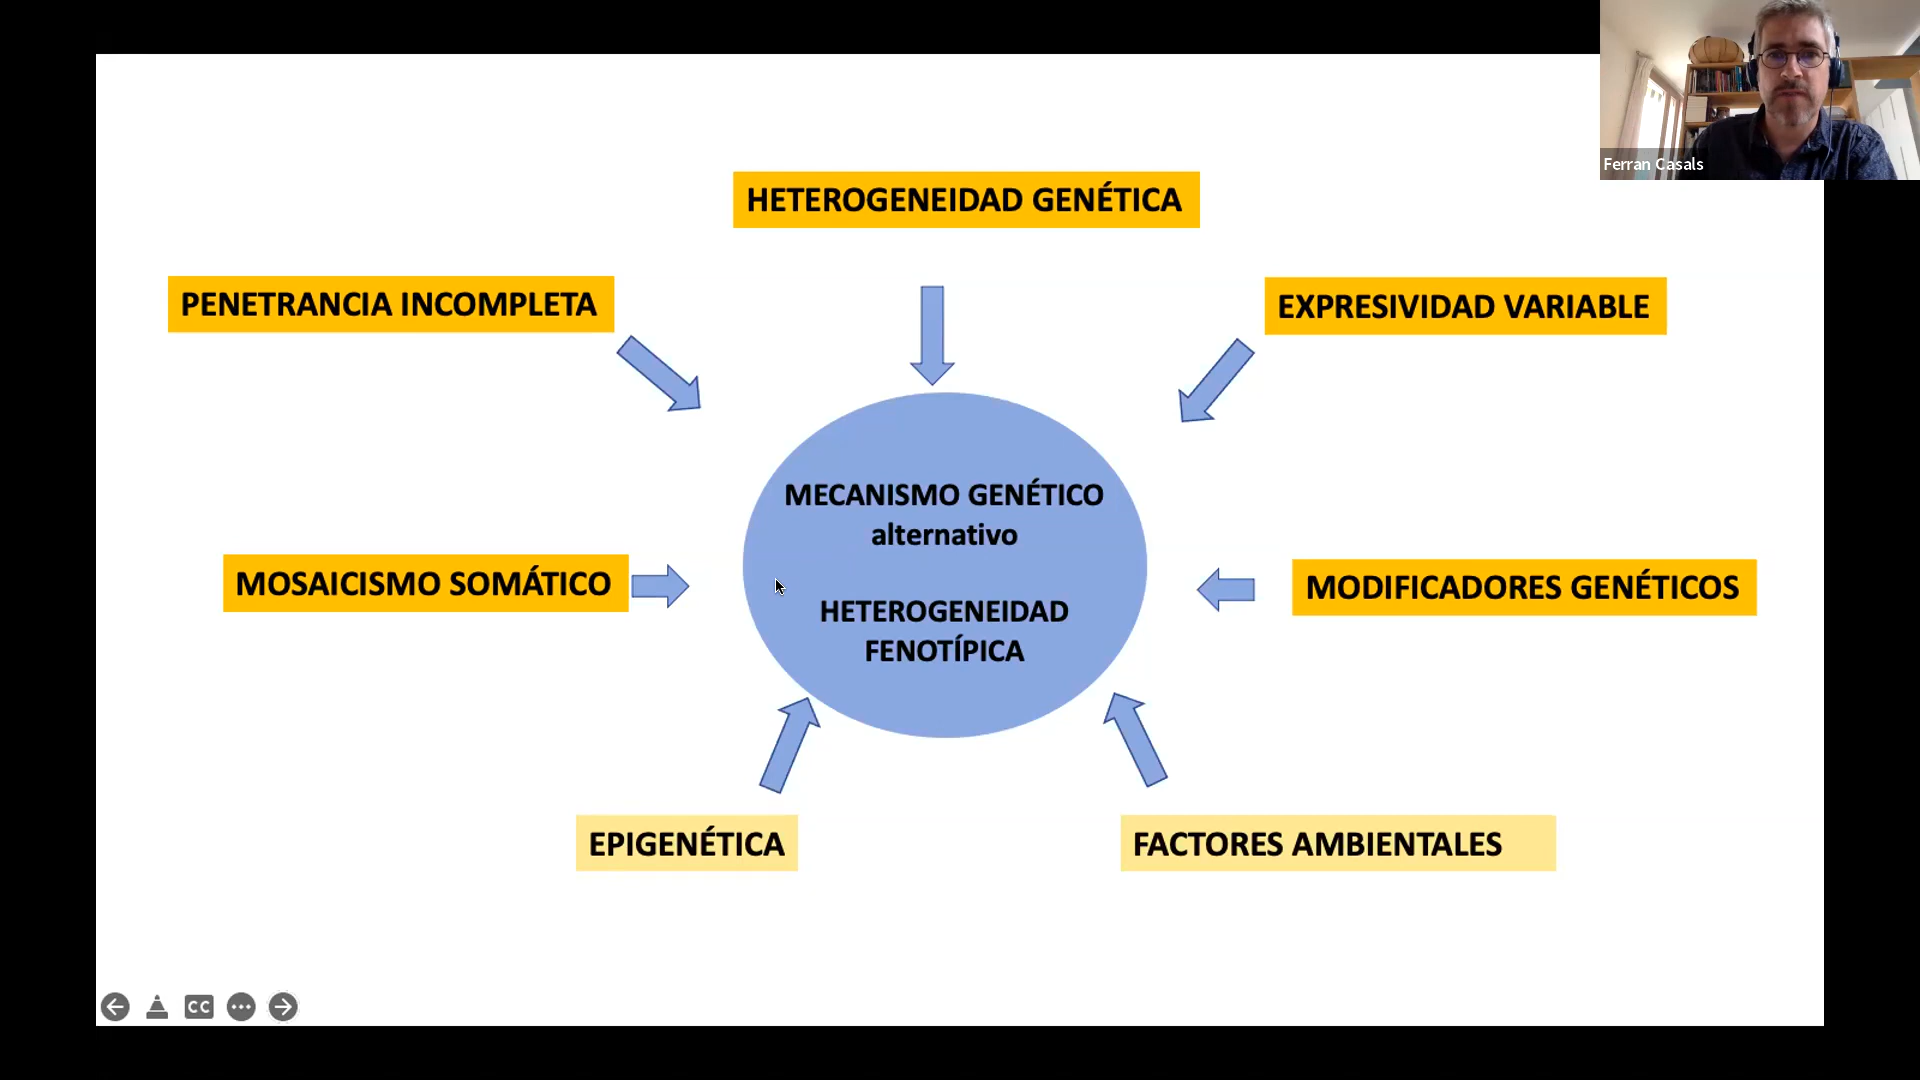 Ferran Casals
HETEROGENEIDAD GENÉTICA
PENETRANCIA INCOMPLETA
EXPRESIVIDAD VARIABLE
MECANISMO GENÉTICO
alternativo
HETEROGENEIDAD
FENOTÍPICA
MOSAICISMO SOMÁTICO
MODIFICADORES GENÉTICOS
EPIGENÉTICA
FACTORES AMBIENTALES
CC